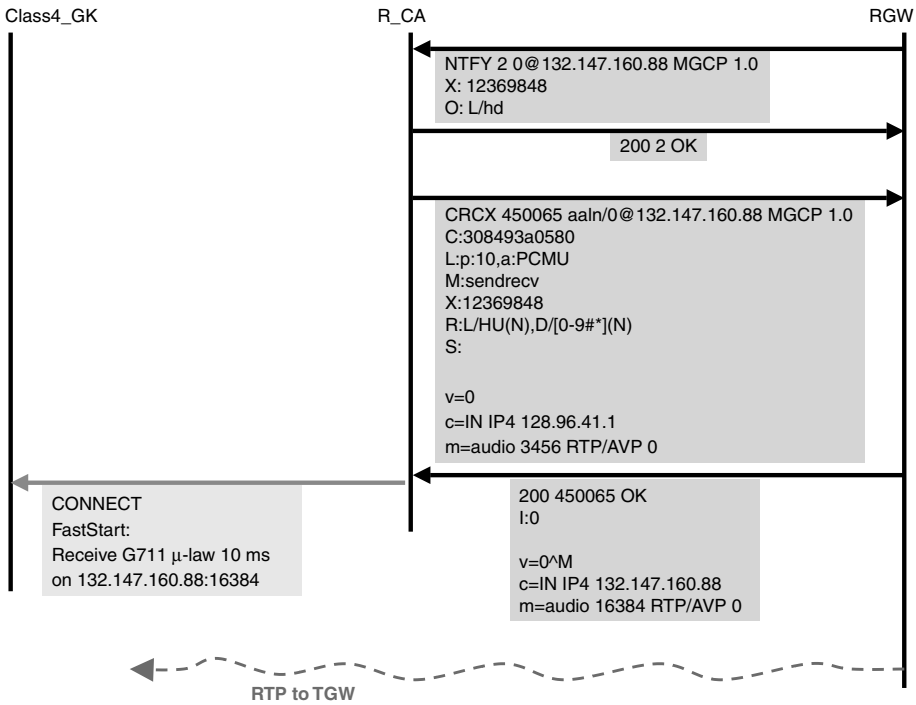 Class4_GK R_CA RGW
NTFY 2 0@132.147.160.88 MGCP 1.0
X: 12369848
O: L/hd
200 2 OK
CRCX 450065 aaln/0@132.147.160.88 MGCP 1.0
C:308493a0580
L:p:10,a:PCMU
M:sendrecv
X:12369848
R:L/HU(N),D/[0-9#*](N)
S:
v=0
c=IN IP4 128.96.41.1
m=audio 3456 RTP/AVP 0
200 450065 OK
I:0
v=0^M
c=IN IP4 132.147.160.88
m=audio 16384 RTP/AVP 0
CONNECT
FastStart:
Receive G711 μ-law 10 ms
on 132.147.160.88:16384
RTP to TGW